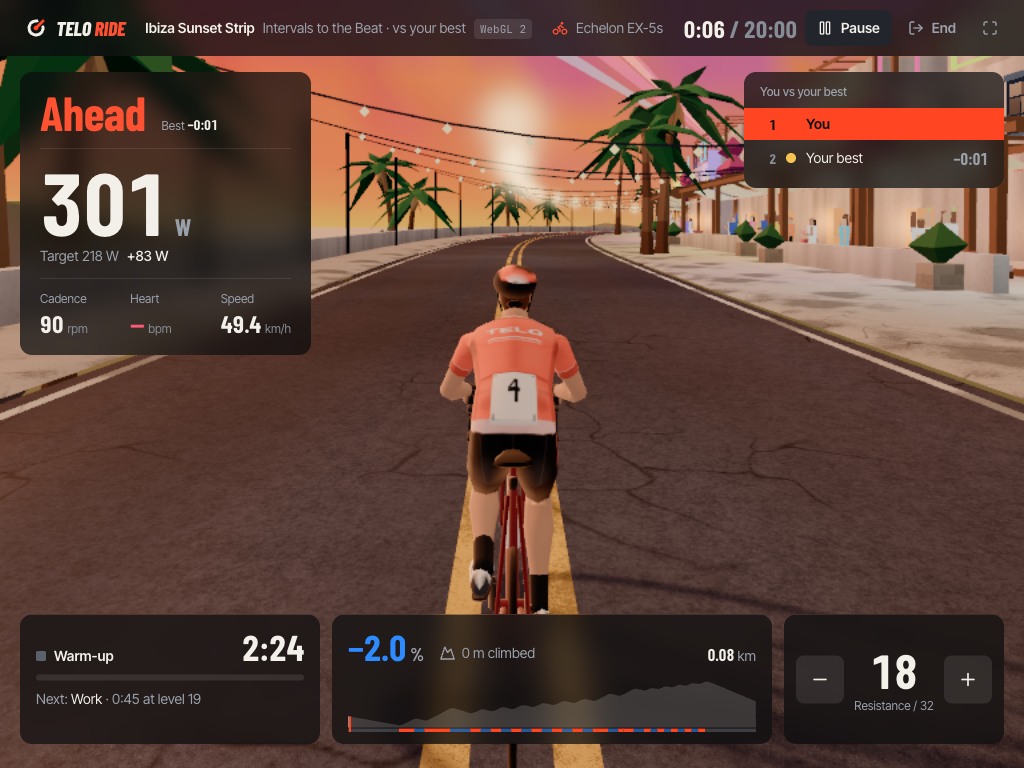 TELO RIDE Ibiza Sunset Strip Intervals to the Beat · vs your best WebGL 2 Echelon EX-5s 0:06 / 20:00 Pause End
Ahead Best −0:01
301 W
Target 218 W +83 W
Cadence Heart Speed
90 rpm – bpm 49.4 km/h
You vs your best
1 You
2 Your best −0:01
TELO
4
Warm-up 2:24
Next: Work · 0:45 at level 19
−2.0 % 0 m climbed 0.08 km
− 18 +
Resistance / 32